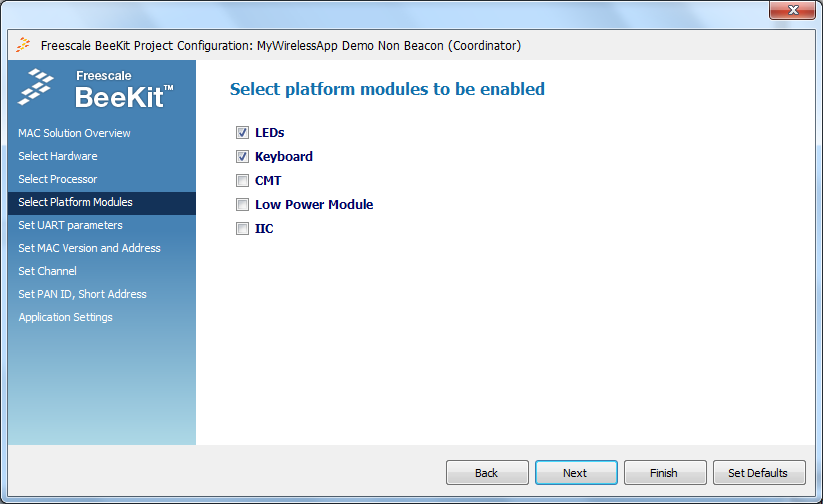 Freescale BeeKit Project Configuration: MyWirelessApp Demo Non Beacon (Coordinator)
Freescale
BeeKit™
MAC Solution Overview
Select Hardware
Select Processor
Select Platform Modules
Set UART parameters
Set MAC Version and Address
Set Channel
Set PAN ID, Short Address
Application Settings
Select platform modules to be enabled
LEDs
Keyboard
CMT
Low Power Module
IIC
Back
Next
Finish
Set Defaults